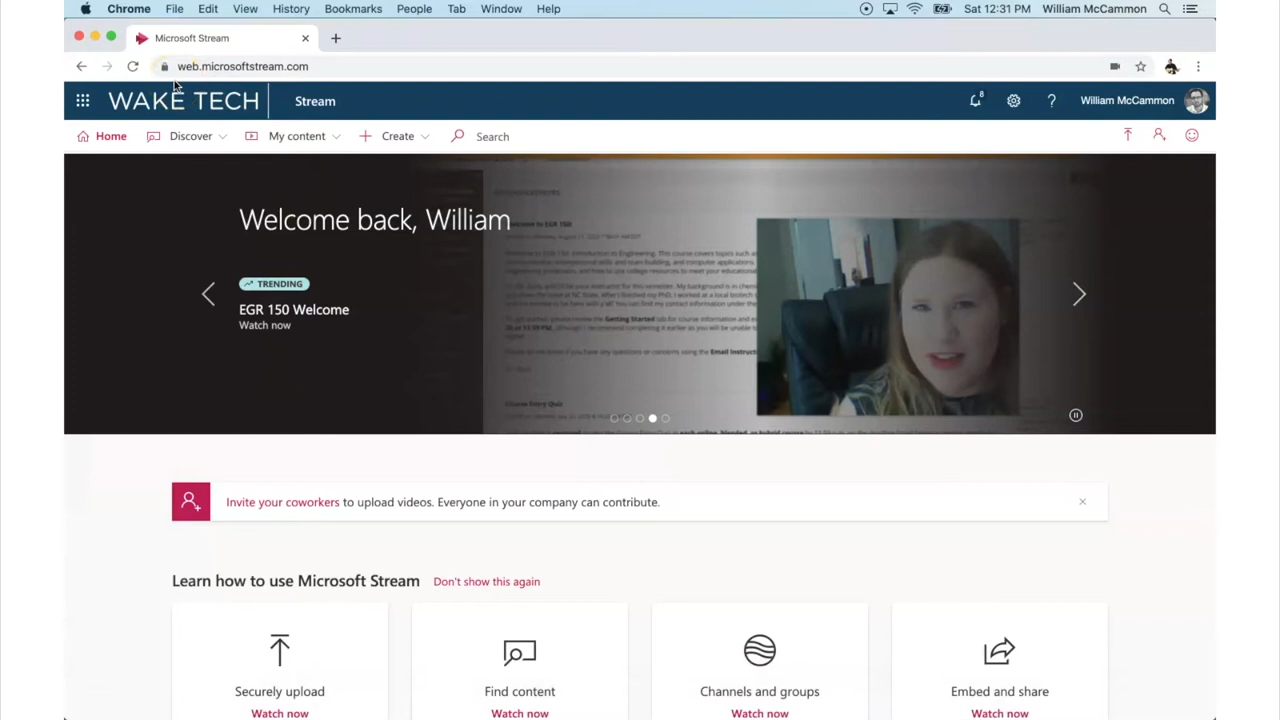 Chrome File Edit View History Bookmarks People Tab Window Help Sat 12:31 PM William McCammon
Microsoft Stream
web.microsoftstream.com
WAKE TECH Stream 8 ? William McCammon
Home Discover My content Create Search
Welcome back, William
TRENDING
EGR 150 Welcome
Watch now
Invite your coworkers to upload videos. Everyone in your company can contribute.
Learn how to use Microsoft Stream Don't show this again
Securely upload Find content Channels and groups Embed and share
Watch now Watch now Watch now Watch now